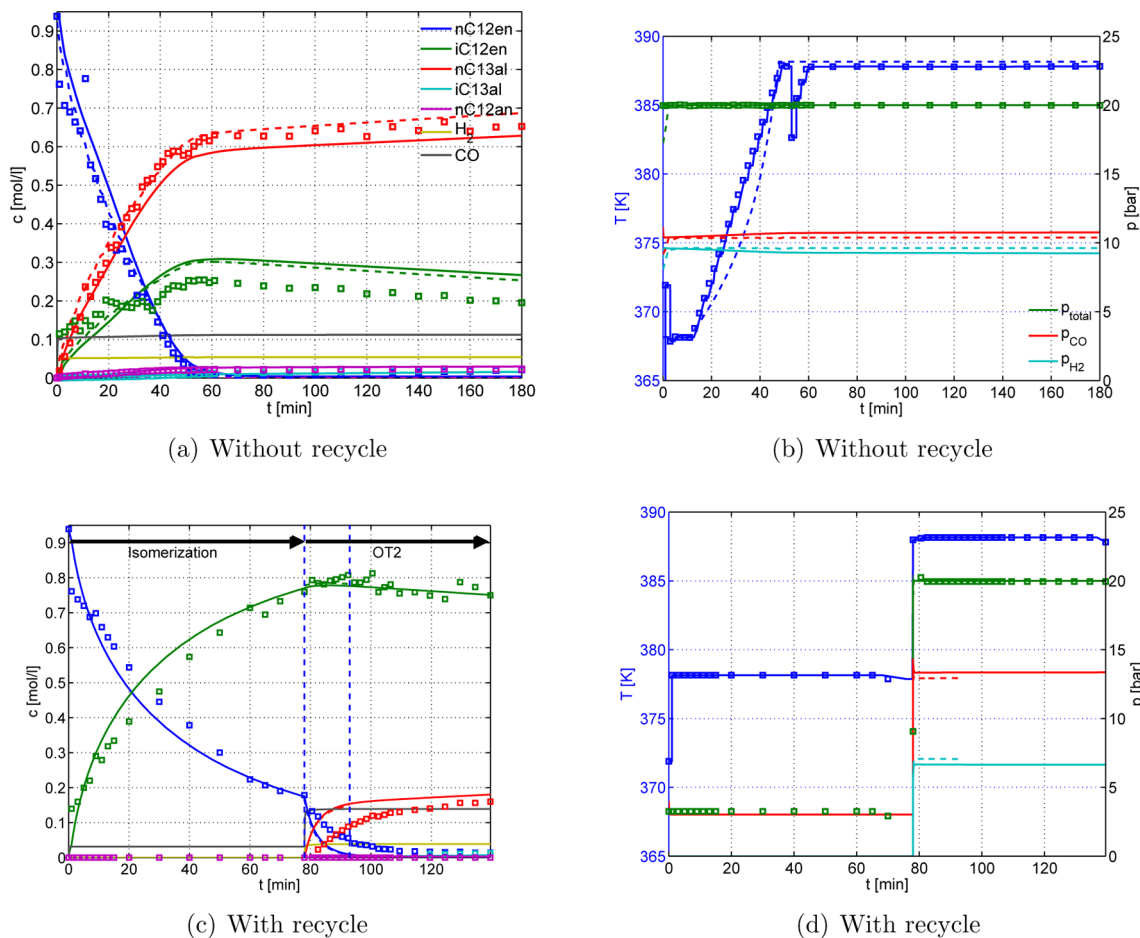 0.9
0.8
0.7
0.6
0.5
0.4
0.3
0.2
0.1
0
c [mol/l]
nC12en
iC12en
nC13al
iC13al
nC12an
H2
CO
0 20 40 60 80 100 120 140 160 180
t [min]
(a) Without recycle
390
385
380
375
370
365
T [K]
25
20
15
10
5
0
p [bar]
p_total
p_CO
p_H2
0 20 40 60 80 100 120 140 160 180
t [min]
(b) Without recycle
0.9
0.8
0.7
0.6
0.5
0.4
0.3
0.2
0.1
0
c [mol/l]
Isomerization
OT2
0 20 40 60 80 100 120
t [min]
(c) With recycle
390
385
380
375
370
365
T [K]
25
20
15
10
5
0
p [bar]
0 20 40 60 80 100 120
t [min]
(d) With recycle